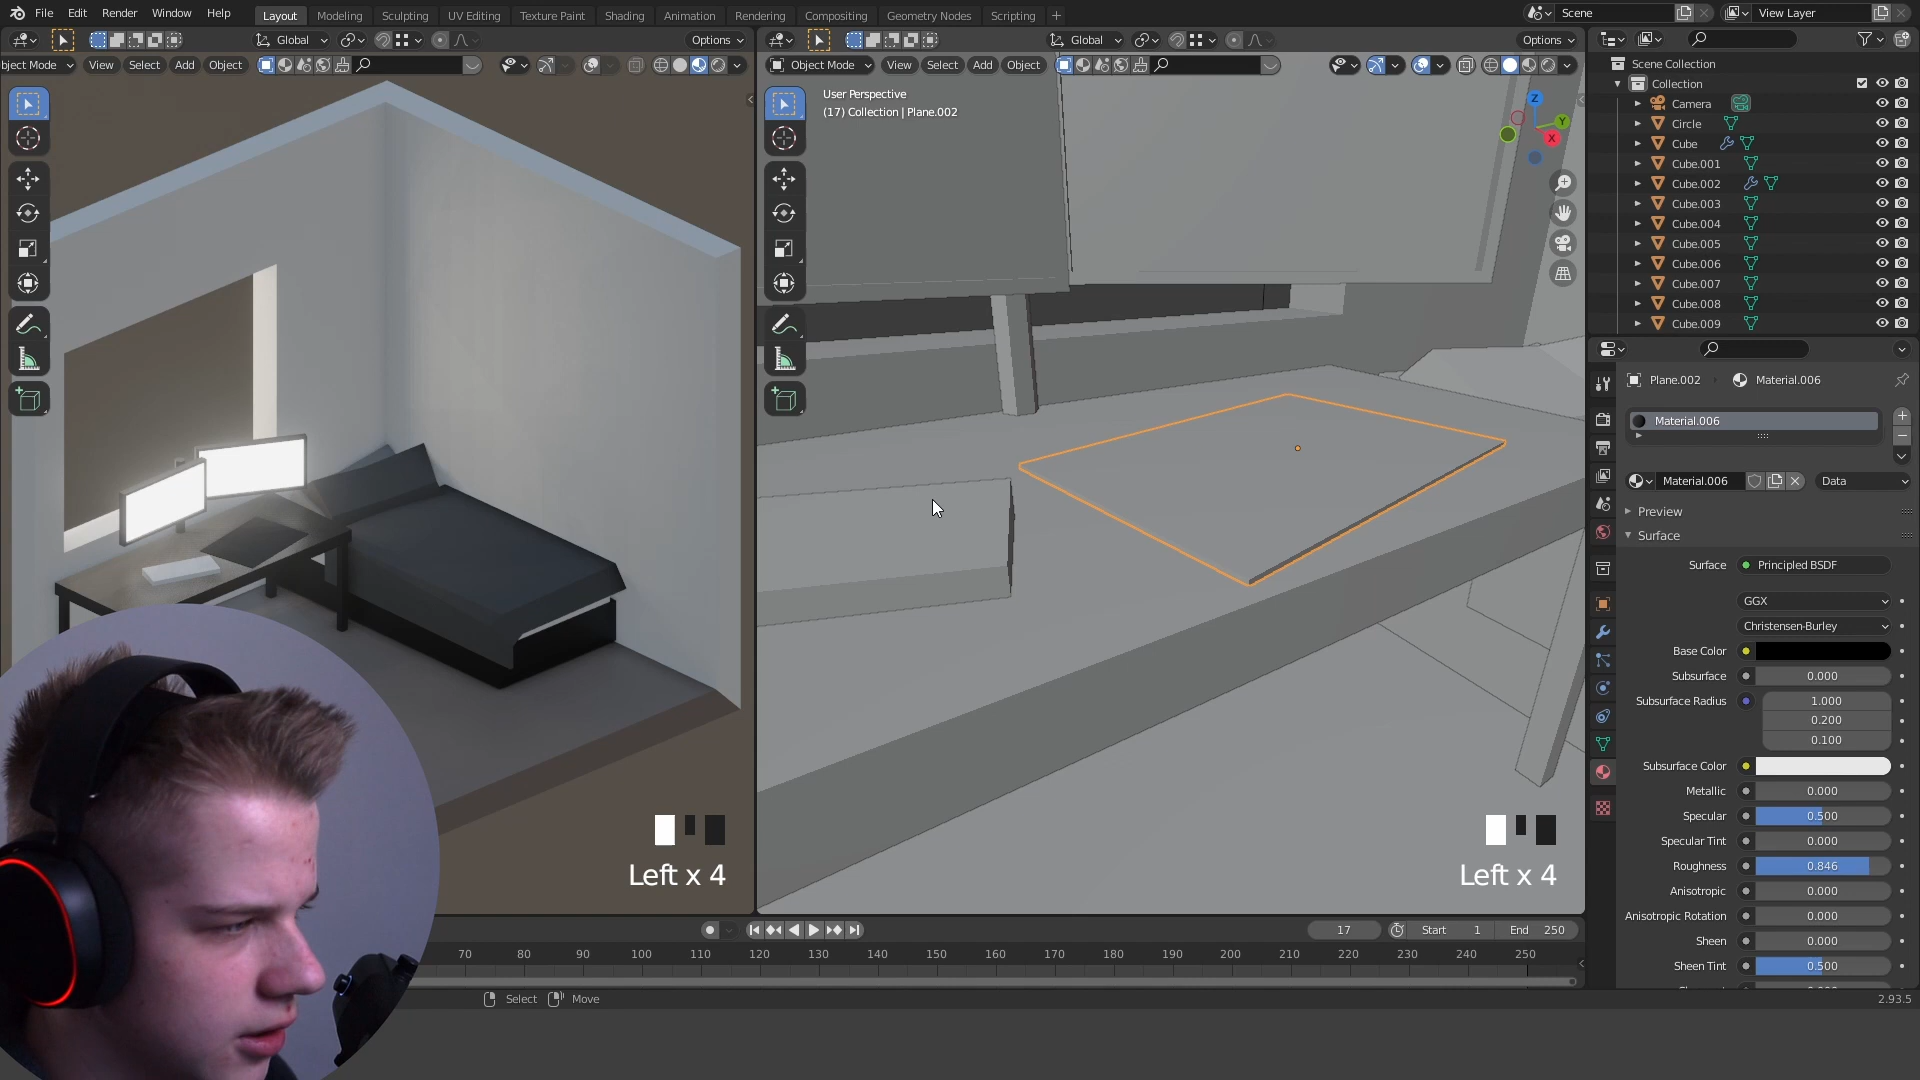 File Edit Render Window Help
Layout Modeling Sculpting UV Editing Texture Paint Shading Animation Rendering Compositing Geometry Nodes Scripting +
Scene
View Layer
Global
Options
Global
Options
bject Mode View Select Add Object
Object Mode View Select Add Object
User Perspective
(17) Collection | Plane.002
Z
Y
X
Left x 4
Left x 4
Scene Collection
Collection
Camera
Circle
Cube
Cube.001
Cube.002
Cube.003
Cube.004
Cube.005
Cube.006
Cube.007
Cube.008
Cube.009
Plane.002 Material.006
Material.006
Material.006
Data
Preview
Surface
Surface Principled BSDF
GGX
Christensen-Burley
Base Color
Subsurface 0.000
Subsurface Radius 1.000
0.200
0.100
Subsurface Color
Metallic 0.000
Specular 0.500
Specular Tint 0.000
Roughness 0.846
Anisotropic 0.000
Anisotropic Rotation 0.000
Sheen 0.000
Sheen Tint 0.500
17 Start 1 End 250
70 80 90 100 110 120 130 140 150 160 170 180 190 200 210 220 230 240 250
Select Move
2.93.5